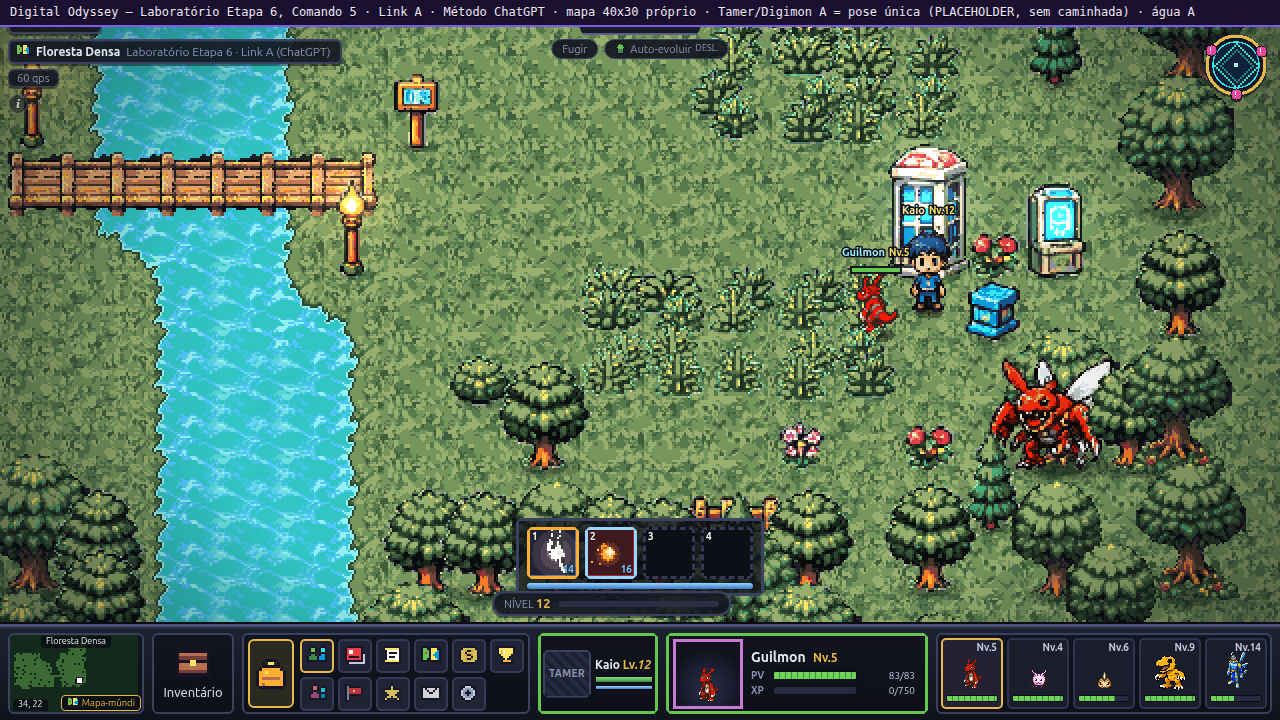 Digital Odyssey — Laboratório Etapa 6, Comando 5 · Link A · Método ChatGPT · mapa 40x30 próprio · Tamer/Digimon A = pose única (PLACEHOLDER, sem caminhada) · água A
Floresta Densa Laboratório Etapa 6 · Link A (ChatGPT)
Fugir
Auto-evoluir DESL.
60 qps
i
Kaio Nv.12
Guilmon Nv.5
1
14
2
16
3
4
NÍVEL 12
Floresta Densa
34, 22
Mapa-múndi
Inventário
TAMER
Kaio Lv.12
Guilmon Nv.5
PV 83/83
XP 0/750
Nv.5
Nv.4
Nv.6
Nv.9
Nv.14